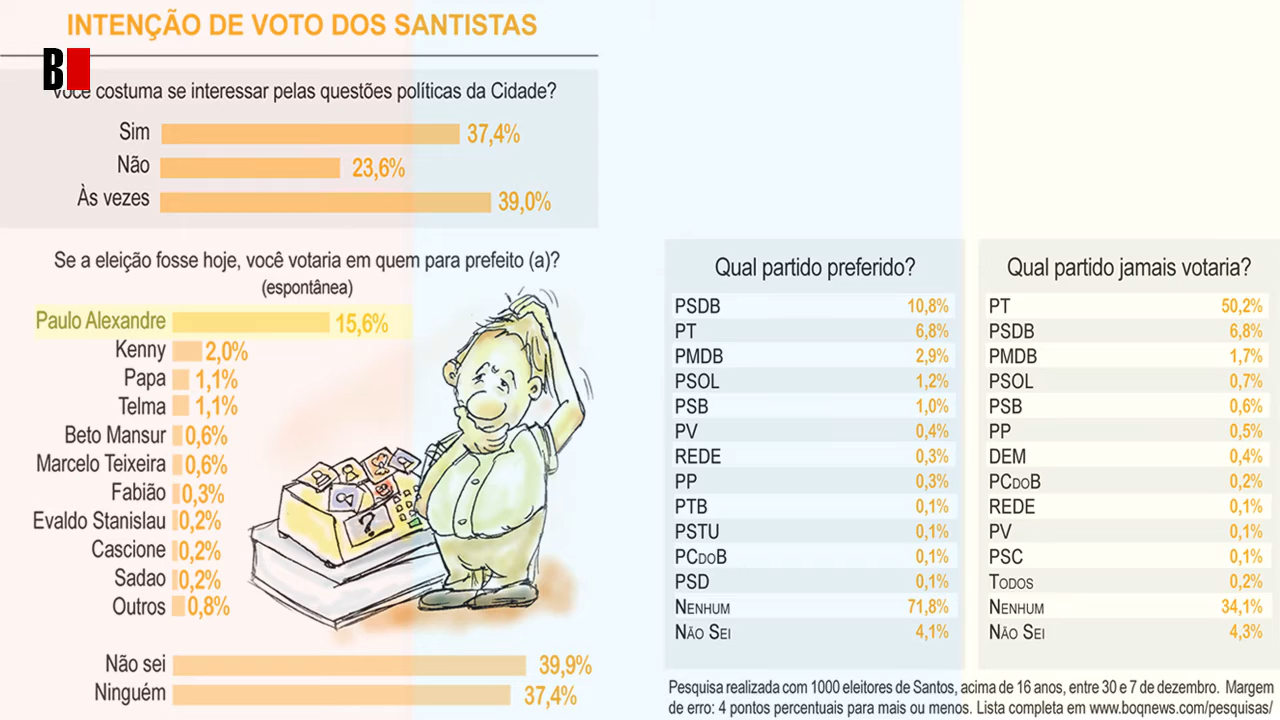 INTENÇÃO DE VOTO DOS SANTISTAS
B
Você costuma se interessar pelas questões políticas da Cidade?
Sim 37,4%
Não 23,6%
Às vezes 39,0%
Se a eleição fosse hoje, você votaria em quem para prefeito (a)?
(espontânea)
Paulo Alexandre 15,6%
Kenny 2,0%
Papa 1,1%
Telma 1,1%
Beto Mansur 0,6%
Marcelo Teixeira 0,6%
Fabião 0,3%
Evaldo Stanislau 0,2%
Cascione 0,2%
Sadao 0,2%
Outros 0,8%
?
Não sei 39,9%
Ninguém 37,4%
Qual partido preferido?
PSDB 10,8%
PT 6,8%
PMDB 2,9%
PSOL 1,2%
PSB 1,0%
PV 0,4%
REDE 0,3%
PP 0,3%
PTB 0,1%
PSTU 0,1%
PCDOB 0,1%
PSD 0,1%
NENHUM 71,8%
NÃO SEI 4,1%
Qual partido jamais votaria?
PT 50,2%
PSDB 6,8%
PMDB 1,7%
PSOL 0,7%
PSB 0,6%
PP 0,5%
DEM 0,4%
PCDOB 0,2%
REDE 0,1%
PV 0,1%
PSC 0,1%
TODOS 0,2%
NENHUM 34,1%
NÃO SEI 4,3%
Pesquisa realizada com 1000 eleitores de Santos, acima de 16 anos, entre 30 e 7 de dezembro. Margem
de erro: 4 pontos percentuais para mais ou menos. Lista completa em www.boqnews.com/pesquisas/